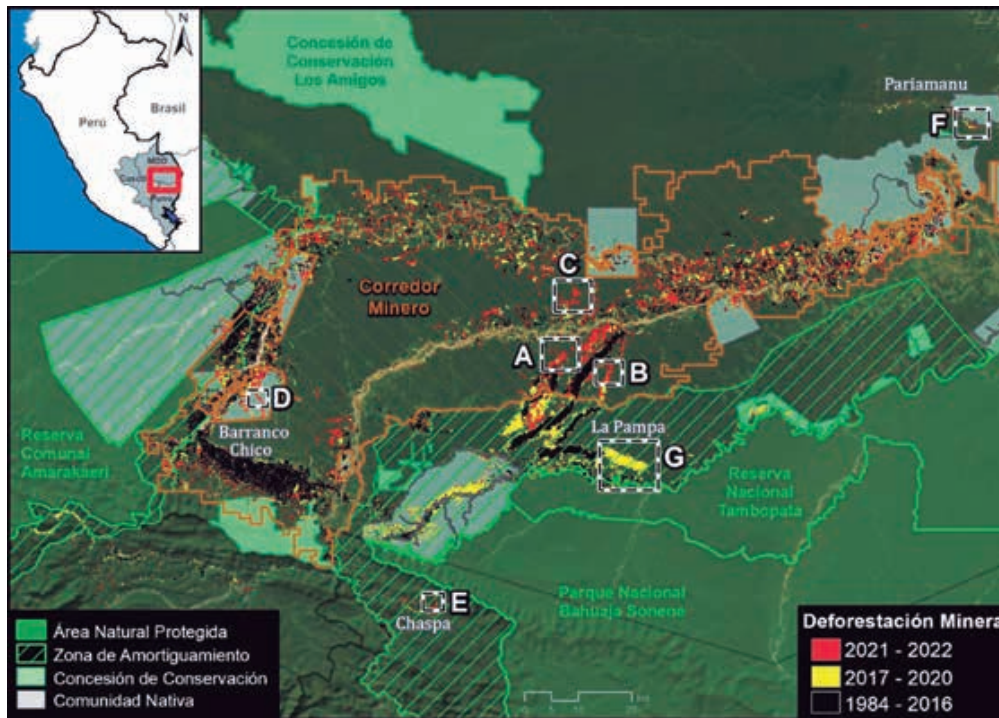 N
Perú
Brasil
MDD
Cusco
Puno
Concesión de
Conservación
Los Amigos
Pariamanu
F
C
Corredor
Minero
A
B
D
Barranco
Chico
La Pampa
G
Reserva
Comunal
Amarakaeri
Reserva
Nacional
Tambopata
Parque Nacional
Bahuaja Sonene
E
Chaspa
Área Natural Protegida
Zona de Amortiguamiento
Concesión de Conservación
Comunidad Nativa
Deforestación Minera
2021 - 2022
2017 - 2020
1984 - 2016